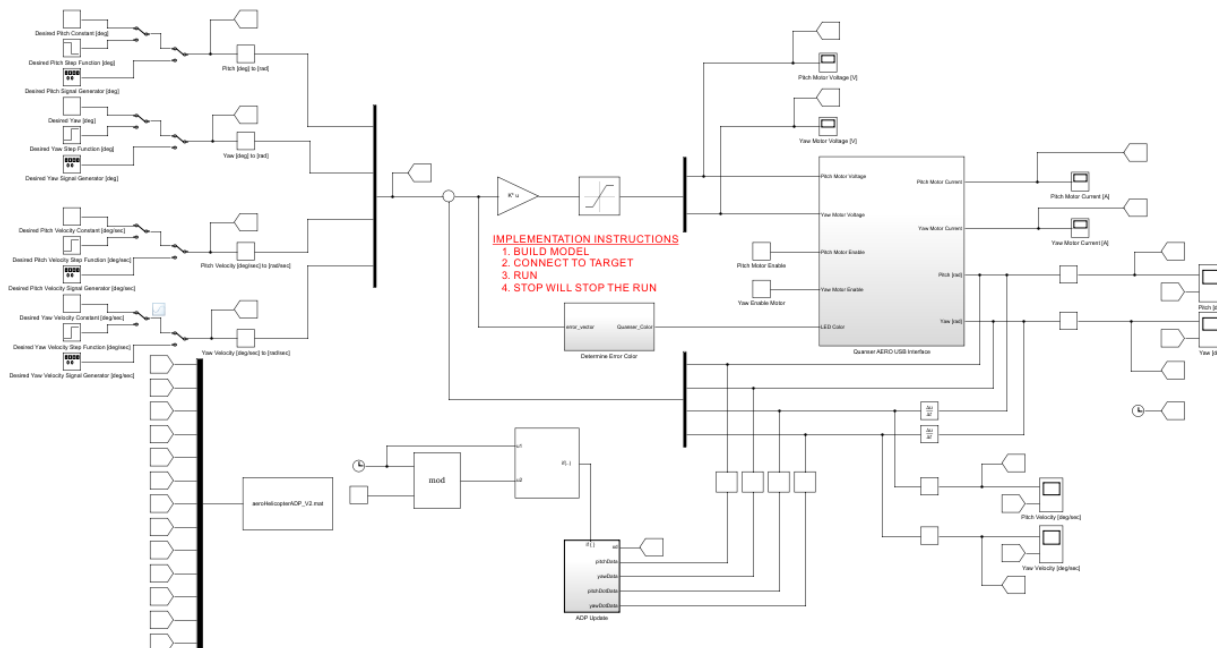 Desired Pitch Constant [deg]
Desired Pitch Step Function [deg]
Desired Pitch Signal Generator [deg]
Pitch [deg] to [rad]
Desired Yaw [deg]
Desired Yaw Step Function [deg]
Desired Yaw Signal Generator [deg]
Yaw [deg] to [rad]
Desired Pitch Velocity Constant [deg/sec]
Desired Pitch Velocity Step Function [deg/sec]
Desired Pitch Velocity Signal Generator [deg/sec]
Pitch Velocity [deg/sec] to [rad/sec]
Desired Yaw Velocity Constant [deg/sec]
Desired Yaw Velocity Step Function [deg/sec]
Desired Yaw Velocity Signal Generator [deg/sec]
Yaw Velocity [deg/sec] to [rad/sec]
K* u
IMPLEMENTATION INSTRUCTIONS
1. BUILD MODEL
2. CONNECT TO TARGET
3. RUN
4. STOP WILL STOP THE RUN
Pitch Motor Voltage [V]
Yaw Motor Voltage [V]
Pitch Motor Enable
Yaw Enable Motor
Pitch Motor Voltage
Yaw Motor Voltage
Pitch Motor Enable
Yaw Motor Enable
LED Color
Pitch Motor Current
Yaw Motor Current
Pitch [rad]
Yaw [rad]
Quanser AERO USB Interface
Pitch Motor Current [A]
Yaw Motor Current [A]
Pitch [d
Yaw [d
error_vector
Quanser_Color
Determine Error Color
Δu
Δt
Δu
Δt
aeroHelicopterADP_V2.mat
mod
u1
u2
if(...)
if { }
pitchData
yawData
pitchDotData
yawDotData
ADP Update
Pitch Velocity [deg/sec]
Yaw Velocity [deg/sec]